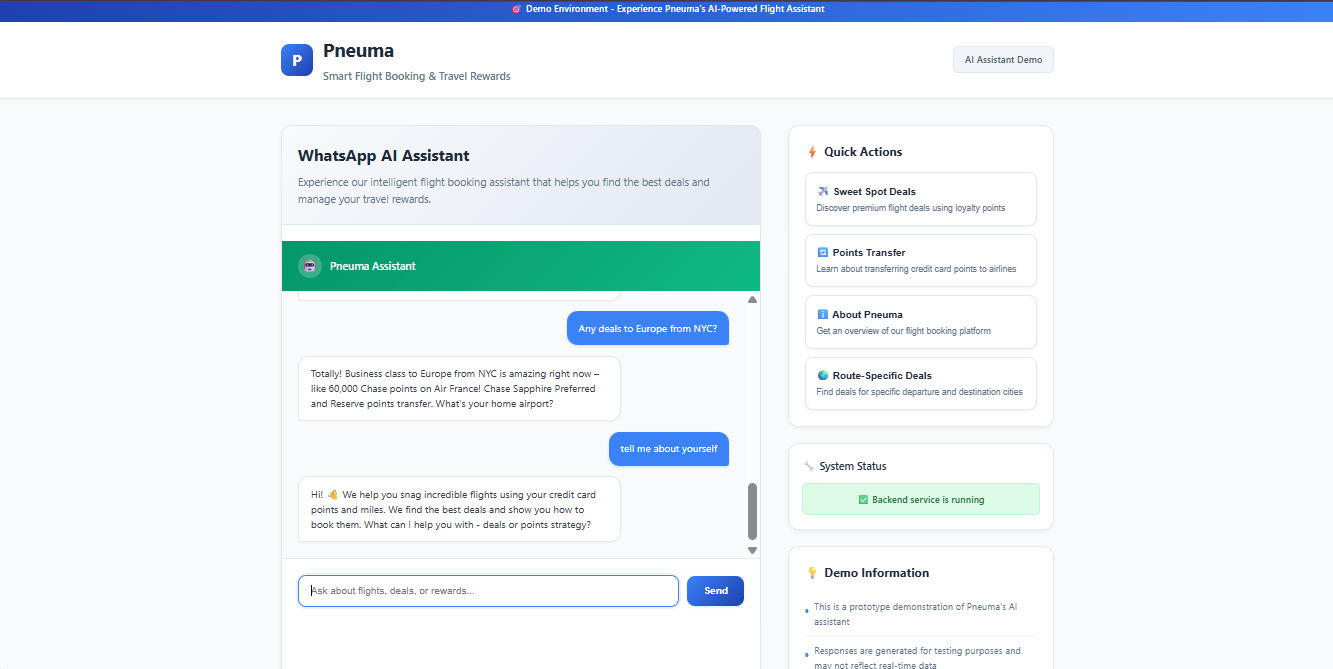 🎯 Demo Environment - Experience Pneuma's AI-Powered Flight Assistant
P
Pneuma
Smart Flight Booking & Travel Rewards
AI Assistant Demo
WhatsApp AI Assistant
Experience our intelligent flight booking assistant that helps you find the best deals and
manage your travel rewards.
Pneuma Assistant
Any deals to Europe from NYC?
Totally! Business class to Europe from NYC is amazing right now –
like 60,000 Chase points on Air France! Chase Sapphire Preferred
and Reserve points transfer. What's your home airport?
tell me about yourself
Hi! 👋 We help you snag incredible flights using your credit card
points and miles. We find the best deals and show you how to
book them. What can I help you with - deals or points strategy?
Ask about flights, deals, or rewards...
Send
Quick Actions
Sweet Spot Deals
Discover premium flight deals using loyalty points
Points Transfer
Learn about transferring credit card points to airlines
About Pneuma
Get an overview of our flight booking platform
Route-Specific Deals
Find deals for specific departure and destination cities
System Status
✅ Backend service is running
Demo Information
This is a prototype demonstration of Pneuma's AI
assistant
Responses are generated for testing purposes and
may not reflect real-time data